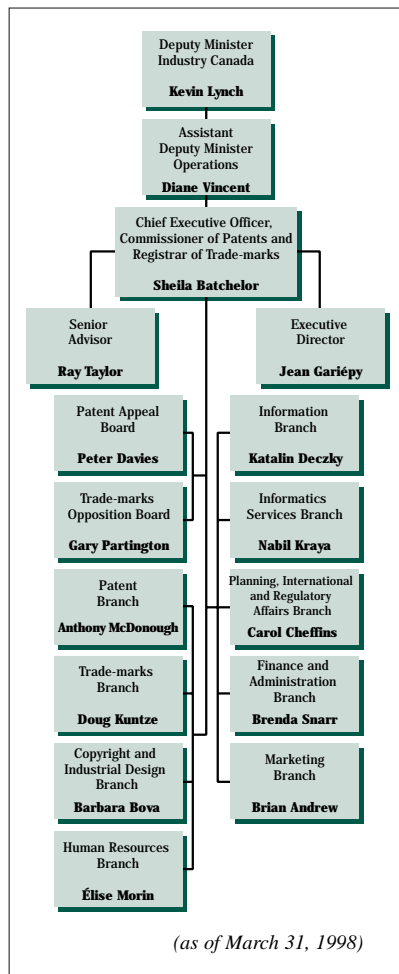 Deputy Minister
Industry Canada
Kevin Lynch
Assistant
Deputy Minister
Operations
Diane Vincent
Chief Executive Officer,
Commissioner of Patents and
Registrar of Trade-marks
Sheila Batchelor
Senior
Advisor
Ray Taylor
Executive
Director
Jean Gariépy
Patent Appeal
Board
Peter Davies
Information
Branch
Katalin Deczky
Trade-marks
Opposition Board
Gary Partington
Informatics
Services Branch
Nabil Kraya
Patent
Branch
Anthony McDonough
Planning, International
and Regulatory
Affairs Branch
Carol Cheffins
Trade-marks
Branch
Doug Kuntze
Finance and
Administration
Branch
Brenda Snarr
Copyright and
Industrial Design
Branch
Barbara Bova
Marketing
Branch
Brian Andrew
Human Resources
Branch
Élise Morin
(as of March 31, 1998)